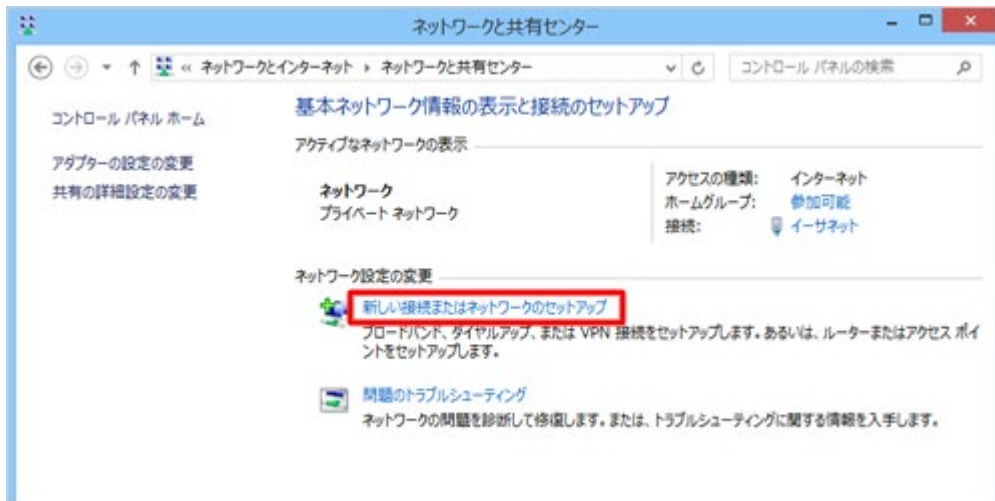 ネットワークと共有センター
« ネットワークとインターネット ▸ ネットワークと共有センター
コントロール パネルの検索
コントロール パネル ホーム
アダプターの設定の変更
共有の詳細設定の変更
基本ネットワーク情報の表示と接続のセットアップ
アクティブなネットワークの表示
ネットワーク
プライベート ネットワーク
アクセスの種類: インターネット
ホームグループ: 参加可能
接続: イーサネット
ネットワーク設定の変更
新しい接続またはネットワークのセットアップ
ブロードバンド、ダイヤルアップ、または VPN 接続をセットアップします。あるいは、ルーターまたはアクセス ポイ
ントをセットアップします。
問題のトラブルシューティング
ネットワークの問題を診断して修復します。または、トラブルシューティングに関する情報を入手します。